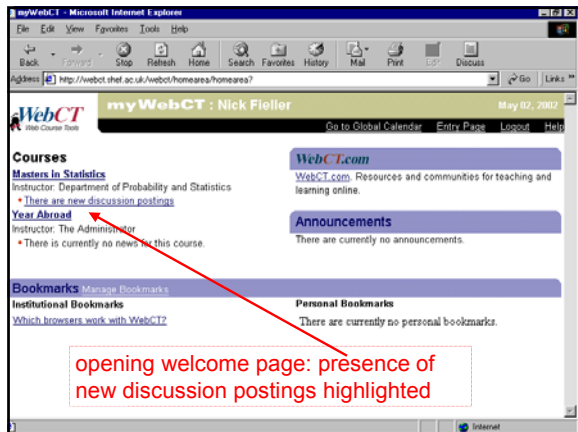 myWebCT - Microsoft Internet Explorer
File Edit View Favorites Tools Help
Back Forward Stop Refresh Home Search Favorites History Mail Print Edit Discuss
Address http://webct.shef.ac.uk/webct/homearea/homearea? Go Links »
WebCT
Web Course Tools
myWebCT : Nick Fieller May 02, 2002
Go to Global Calendar Entry Page Logout Help
Courses
Masters in Statistics
Instructor: Department of Probability and Statistics
• There are new discussion postings
Year Abroad
Instructor: The Administrator
• There is currently no news for this course.
WebCT.com
WebCT.com. Resources and communities for teaching and
learning online.
Announcements
There are currently no announcements.
Bookmarks Manage Bookmarks
Institutional Bookmarks
Which browsers work with WebCT?
Personal Bookmarks
There are currently no personal bookmarks.
opening welcome page: presence of
new discussion postings highlighted
Internet